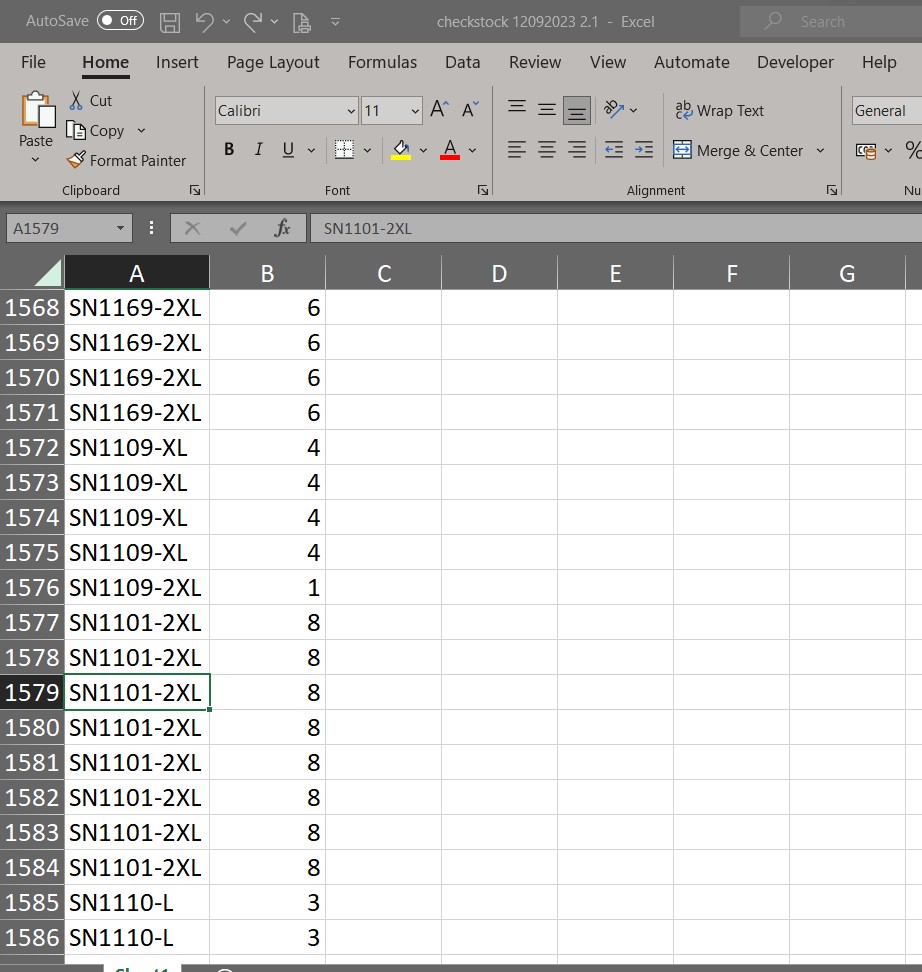 AutoSave Off checkstock 12092023 2.1 - Excel Search
File Home Insert Page Layout Formulas Data Review View Automate Developer Help
Paste Cut Copy Format Painter
Clipboard
Calibri 11 A A
B I U A
Font
ab Wrap Text
Merge & Center
Alignment
General
%
Nu
A1579 fx SN1101-2XL
A B C D E F G
1568 SN1169-2XL 6
1569 SN1169-2XL 6
1570 SN1169-2XL 6
1571 SN1169-2XL 6
1572 SN1109-XL 4
1573 SN1109-XL 4
1574 SN1109-XL 4
1575 SN1109-XL 4
1576 SN1109-2XL 1
1577 SN1101-2XL 8
1578 SN1101-2XL 8
1579 SN1101-2XL 8
1580 SN1101-2XL 8
1581 SN1101-2XL 8
1582 SN1101-2XL 8
1583 SN1101-2XL 8
1584 SN1101-2XL 8
1585 SN1110-L 3
1586 SN1110-L 3